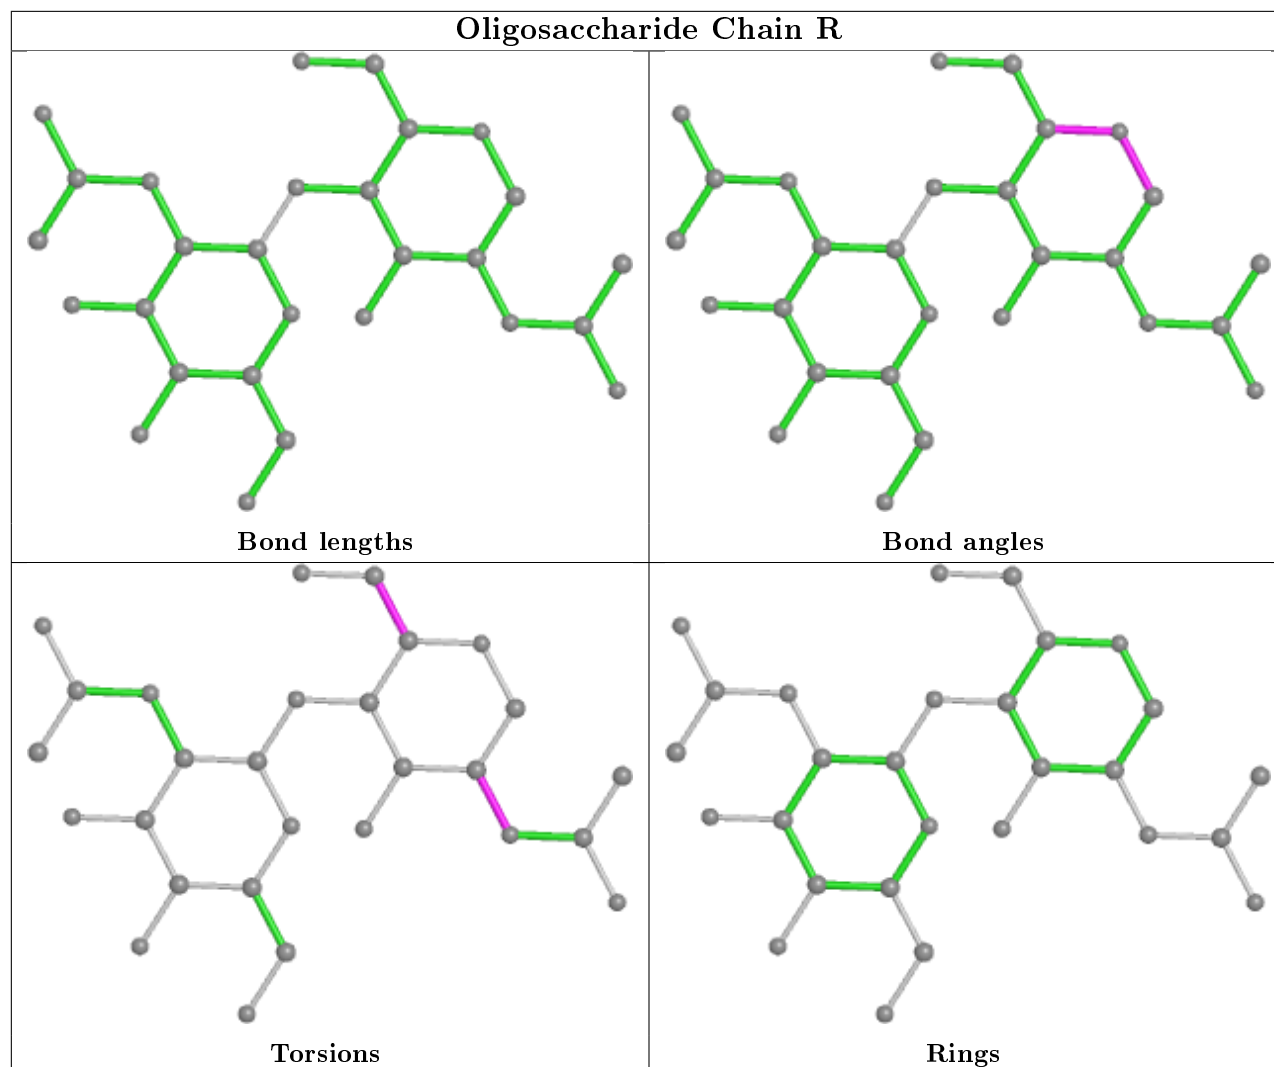 Oligosaccharide Chain R
Bond lengths
Bond angles
Torsions
Rings